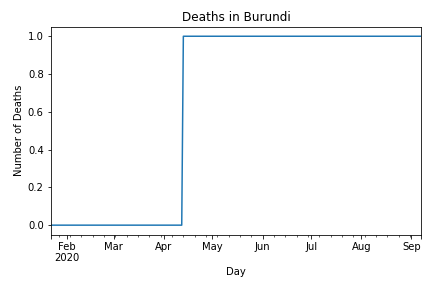 Deaths in Burundi
1.0
0.8
0.6
0.4
0.2
0.0
Number of Deaths
Feb Mar Apr May Jun Jul Aug Sep
2020
Day